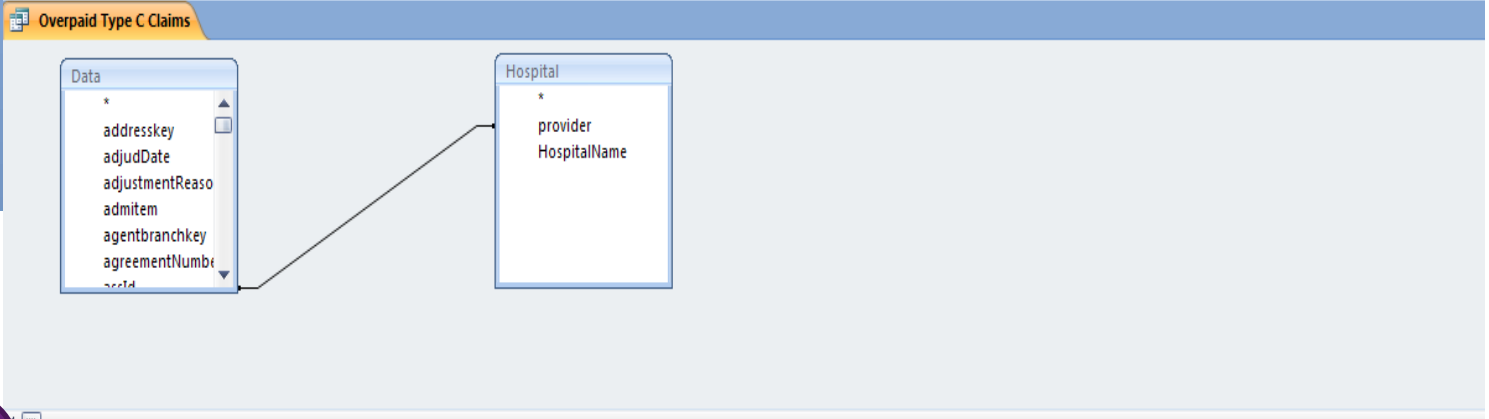 Overpaid Type C Claims
Data
*
addresskey
adjudDate
adjustmentReaso
admitem
agentbranchkey
agreementNumbe
Hospital
*
provider
HospitalName